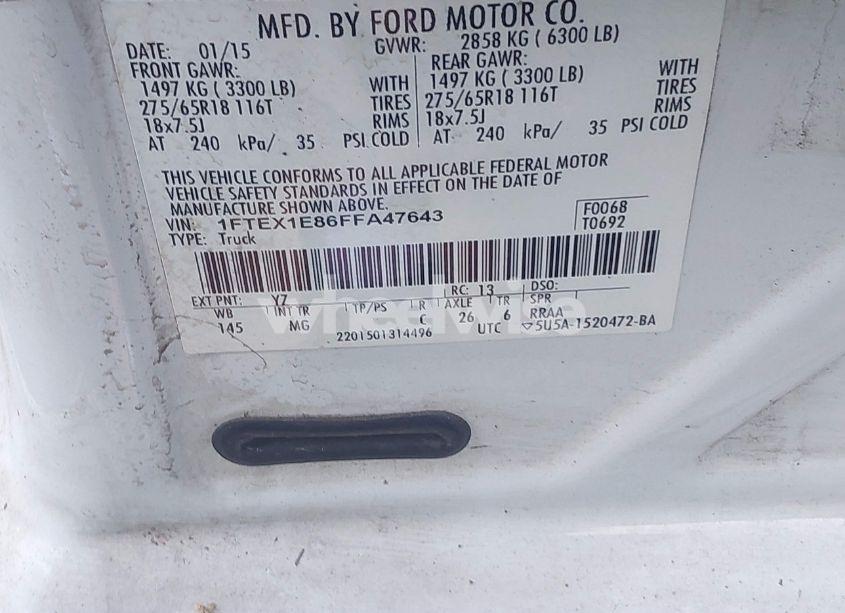 MFD. BY FORD MOTOR CO.
DATE: 01/15 GVWR: 2858 KG ( 6300 LB)
FRONT GAWR: REAR GAWR:
1497 KG ( 3300 LB) WITH 1497 KG ( 3300 LB) WITH
275/65R18 116T TIRES 275/65R18 116T TIRES
18x7.5J RIMS 18x7.5J RIMS
AT 240 kPa/ 35 PSI COLD AT 240 kPa/ 35 PSI COLD
THIS VEHICLE CONFORMS TO ALL APPLICABLE FEDERAL MOTOR
VEHICLE SAFETY STANDARDS IN EFFECT ON THE DATE OF
MANUFACTURE SHOWN ABOVE.
VIN: 1FTEX1E86FFA47643 F0068
TYPE: Truck T0692
EXT PNT: YZ RC: 13 DSO:
WB INT TR TP/PS R AXLE TR SPR
145 MG C 26 6 RRAA
2201501314496 UTC 5U5A-1520472-BA
wheelwise